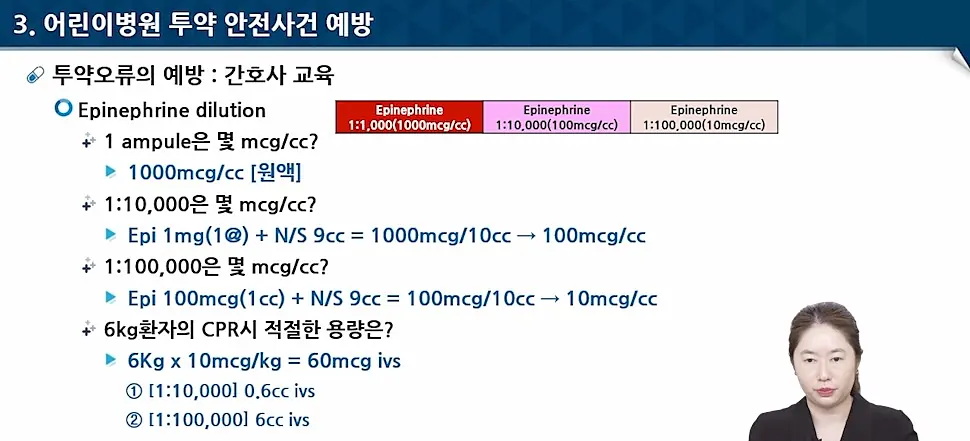 3. 어린이병원 투약 안전사건 예방
투약오류의 예방 : 간호사 교육
Epinephrine dilution
Epinephrine
1:1,000(1000mcg/cc)
Epinephrine
1:10,000(100mcg/cc)
Epinephrine
1:100,000(10mcg/cc)
1 ampule은 몇 mcg/cc?
1000mcg/cc [원액]
1:10,000은 몇 mcg/cc?
Epi 1mg(1@) + N/S 9cc = 1000mcg/10cc → 100mcg/cc
1:100,000은 몇 mcg/cc?
Epi 100mcg(1cc) + N/S 9cc = 100mcg/10cc → 10mcg/cc
6kg환자의 CPR시 적절한 용량은?
6Kg x 10mcg/kg = 60mcg ivs
① [1:10,000] 0.6cc ivs
② [1:100,000] 6cc ivs